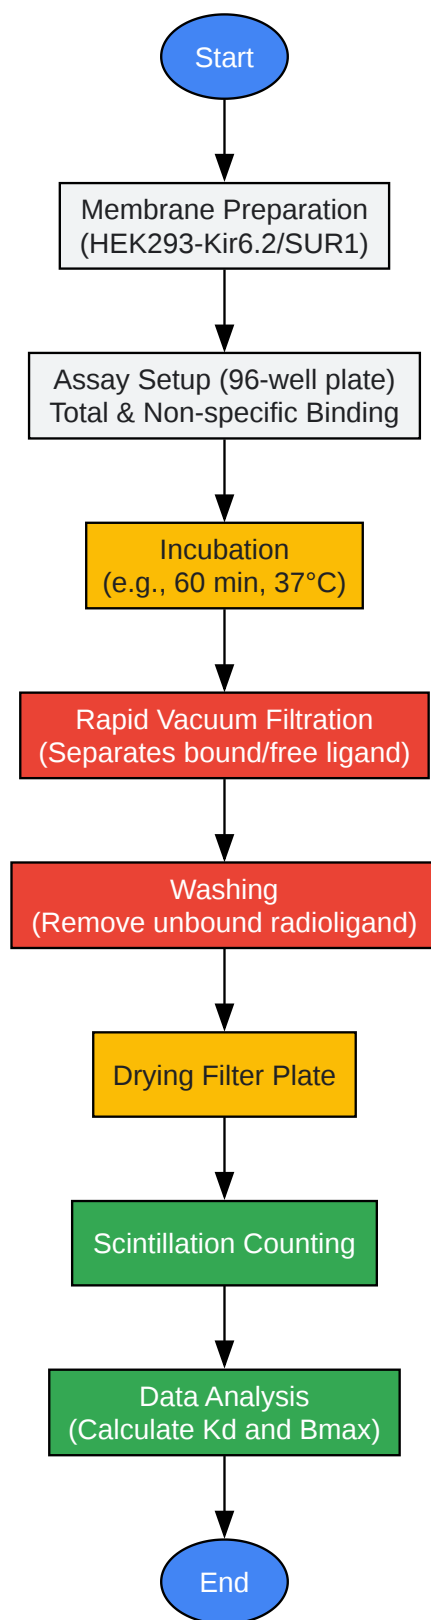 Start
Membrane Preparation
(HEK293-Kir6.2/SUR1)
Assay Setup (96-well plate)
Total & Non-specific Binding
Incubation
(e.g., 60 min, 37°C)
Rapid Vacuum Filtration
(Separates bound/free ligand)
Washing
(Remove unbound radioligand)
Drying Filter Plate
Scintillation Counting
Data Analysis
(Calculate Kd and Bmax)
End